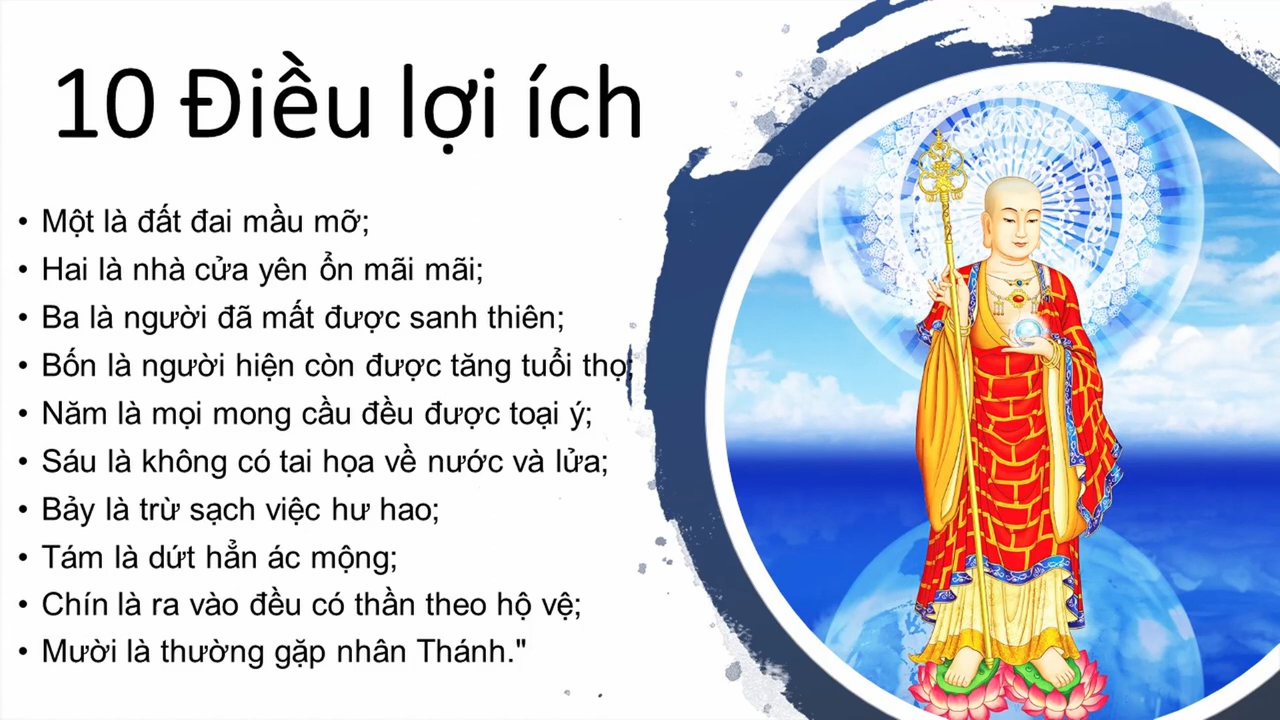 10 Điều lợi ích
• Một là đất đai mầu mỡ;
• Hai là nhà cửa yên ổn mãi mãi;
• Ba là người đã mất được sanh thiên;
• Bốn là người hiện còn được tăng tuổi thọ;
• Năm là mọi mong cầu đều được toại ý;
• Sáu là không có tai họa về nước và lửa;
• Bảy là trừ sạch việc hư hao;
• Tám là dứt hẳn ác mộng;
• Chín là ra vào đều có thần theo hộ vệ;
• Mười là thường gặp nhân Thánh."